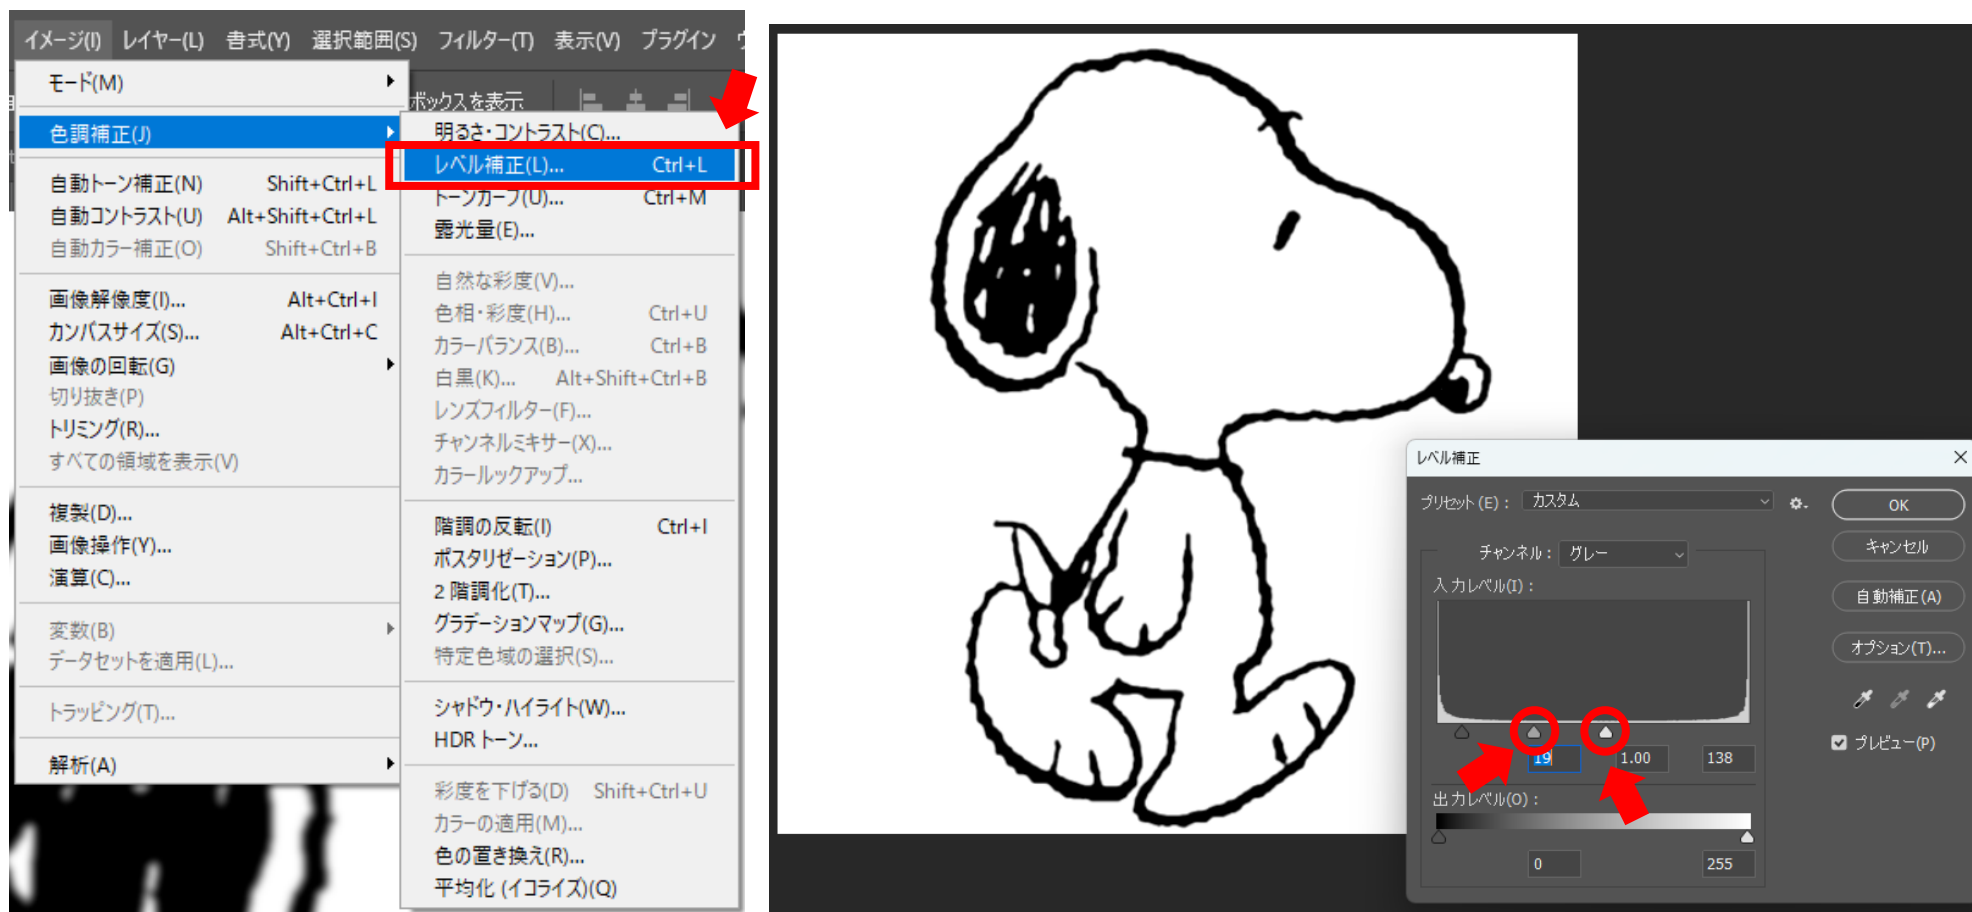 イメージ(I) レイヤー(L) 書式(Y) 選択範囲(S) フィルター(T) 表示(V) プラグイン
ボックスを表示
モード(M)
色調補正(J)
自動トーン補正(N) Shift+Ctrl+L
自動コントラスト(U) Alt+Shift+Ctrl+L
自動カラー補正(O) Shift+Ctrl+B
画像解像度(I)... Alt+Ctrl+I
カンバスサイズ(S)... Alt+Ctrl+C
画像の回転(G)
切り抜き(P)
トリミング(R)...
すべての領域を表示(V)
複製(D)...
画像操作(Y)...
演算(C)...
変数(B)
データセットを適用(L)...
トラッピング(T)...
解析(A)
明るさ・コントラスト(C)...
レベル補正(L)... Ctrl+L
トーンカーブ(U)... Ctrl+M
露光量(E)...
自然な彩度(V)...
色相・彩度(H)... Ctrl+U
カラーバランス(B)... Ctrl+B
白黒(K)... Alt+Shift+Ctrl+B
レンズフィルター(F)...
チャンネルミキサー(X)...
カラールックアップ...
階調の反転(I) Ctrl+I
ポスタリゼーション(P)...
2 階調化(T)...
グラデーションマップ(G)...
特定色域の選択(S)...
シャドウ・ハイライト(W)...
HDR トーン...
彩度を下げる(D) Shift+Ctrl+U
カラーの適用(M)...
色の置き換え(R)...
平均化 (イコライズ)(Q)
レベル補正
プリセット(E)： カスタム
OK
チャンネル： グレー
キャンセル
入力レベル(I)：
自動補正(A)
オプション(T)...
プレビュー(P)
19 1.00 138
出力レベル(O)：
0 255